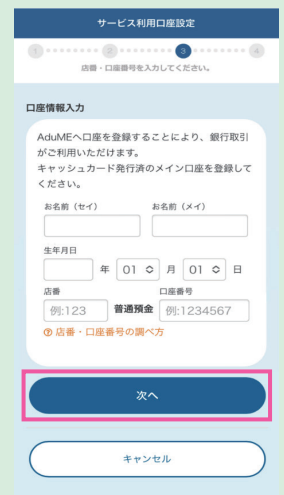 サービス利用口座設定
1 2 3 4
店番・口座番号を入力してください。
口座情報入力
AduMEへ口座を登録することにより、銀行取引
がご利用いただけます。
キャッシュカード発行済のメイン口座を登録して
ください。
お名前（セイ） お名前（メイ）
生年月日
年 01 月 01 日
店番 口座番号
例:123 普通預金 例:1234567
? 店番・口座番号の調べ方
次へ
キャンセル